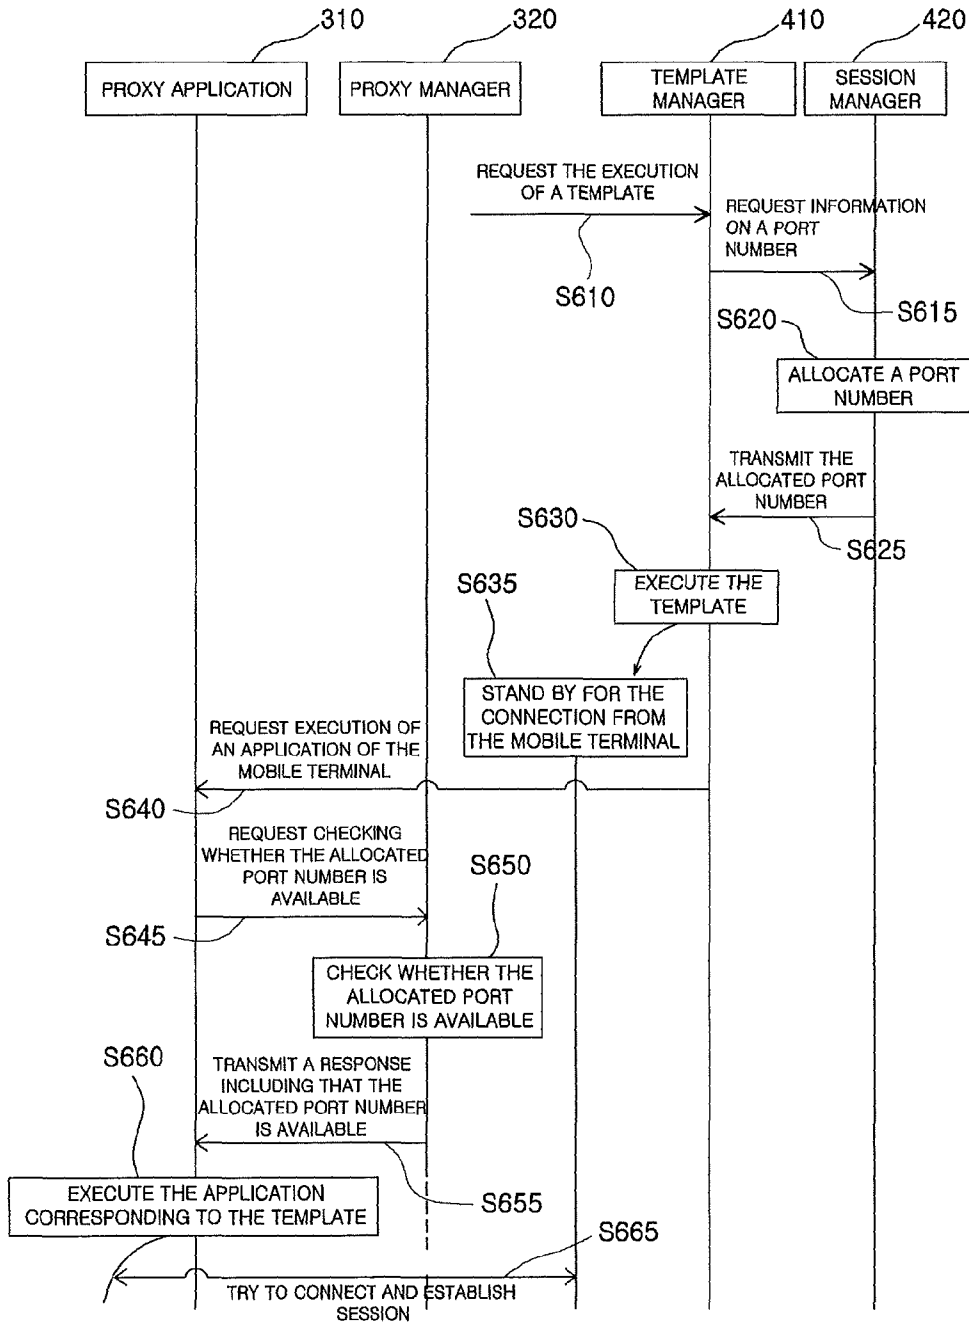 310
320
410
420
PROXY APPLICATION
PROXY MANAGER
TEMPLATE
MANAGER
SESSION
MANAGER
REQUEST THE EXECUTION
OF A TEMPLATE
S610
REQUEST INFORMATION
ON A PORT
NUMBER
S615
S620
ALLOCATE A PORT
NUMBER
TRANSMIT THE
ALLOCATED PORT
NUMBER
S625
S630
EXECUTE THE
TEMPLATE
S635
STAND BY FOR THE
CONNECTION FROM
THE MOBILE TERMINAL
REQUEST EXECUTION OF
AN APPLICATION OF THE
MOBILE TERMINAL
S640
REQUEST CHECKING
WHETHER THE ALLOCATED
PORT NUMBER IS
AVAILABLE
S645
S650
CHECK WHETHER THE
ALLOCATED PORT
NUMBER IS AVAILABLE
TRANSMIT A RESPONSE
INCLUDING THAT THE
ALLOCATED PORT NUMBER
IS AVAILABLE
S655
S660
EXECUTE THE APPLICATION
CORRESPONDING TO THE TEMPLATE
S665
TRY TO CONNECT AND ESTABLISH
SESSION